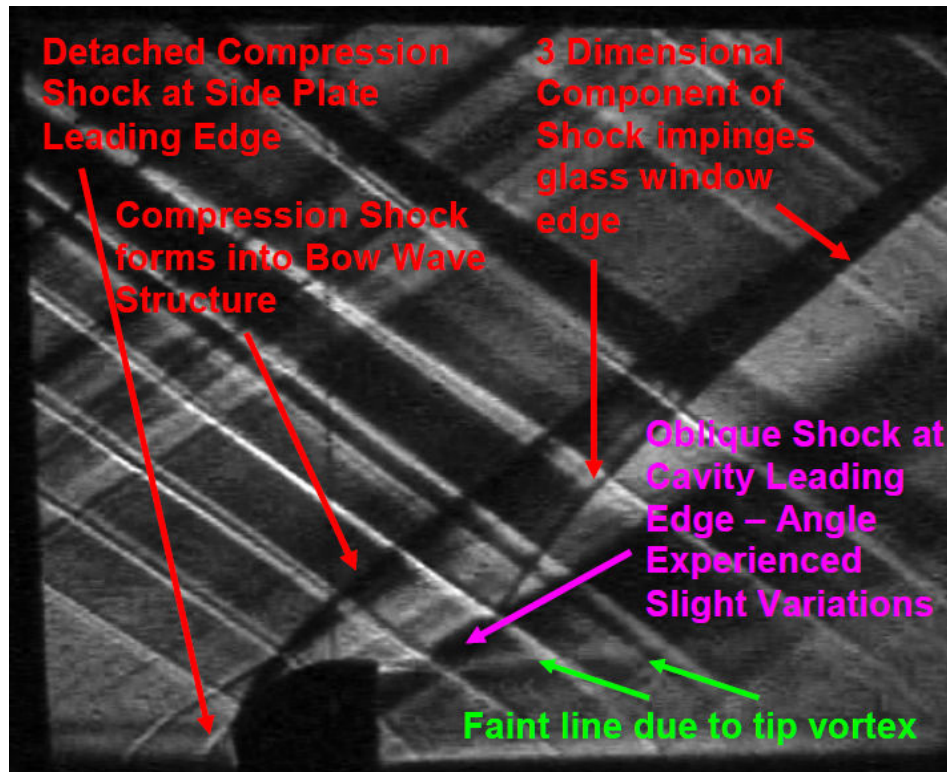 Detached Compression
Shock at Side Plate
Leading Edge
3 Dimensional
Component of
Shock impinges
glass window
edge
Compression Shock
forms into Bow Wave
Structure
Oblique Shock at
Cavity Leading
Edge – Angle
Experienced
Slight Variations
Faint line due to tip vortex